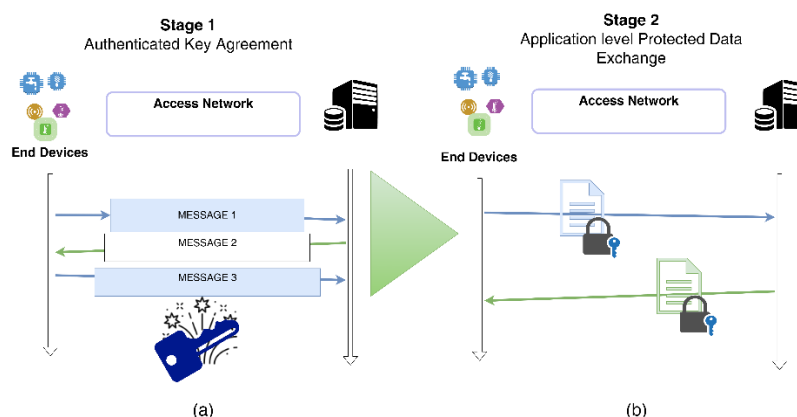 Stage 1
Authenticated Key Agreement
Access Network
End Devices
MESSAGE 1
MESSAGE 2
MESSAGE 3
(a)
Stage 2
Application level Protected Data
Exchange
Access Network
End Devices
(b)